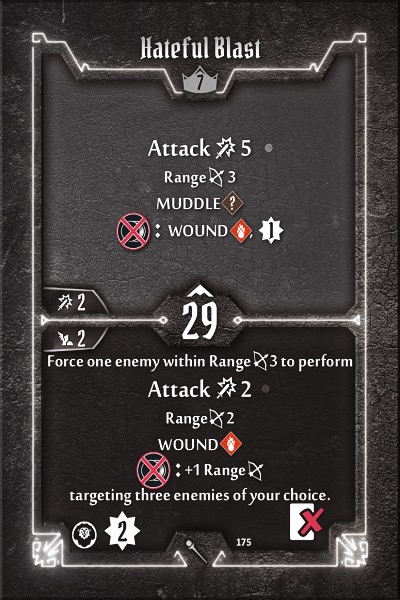 Hateful Blast
7
Attack 5
Range 3
MUDDLE ?
: WOUND , 1
2
29
2
Force one enemy within Range 3 to perform
Attack 2
Range 2
WOUND
: +1 Range
targeting three enemies of your choice.
2
175